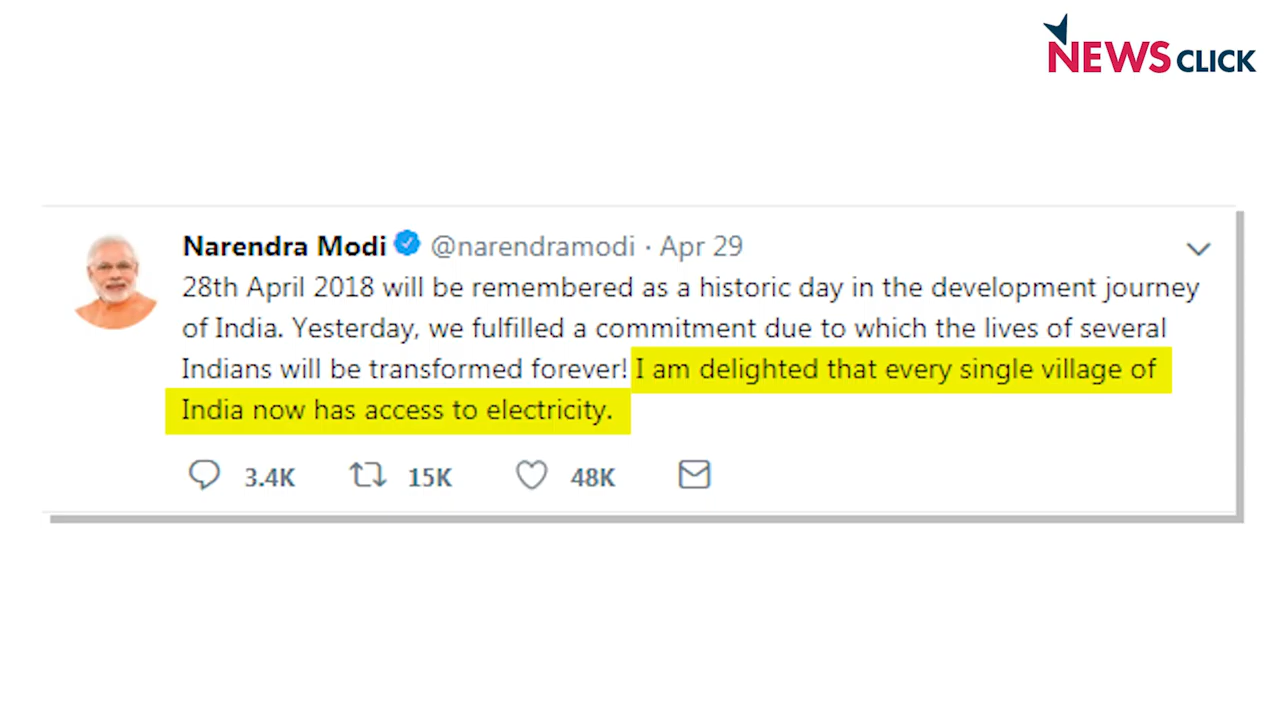 NEWS CLICK
Narendra Modi @narendramodi · Apr 29
28th April 2018 will be remembered as a historic day in the development journey
of India. Yesterday, we fulfilled a commitment due to which the lives of several
Indians will be transformed forever! I am delighted that every single village of
India now has access to electricity.
3.4K 15K 48K